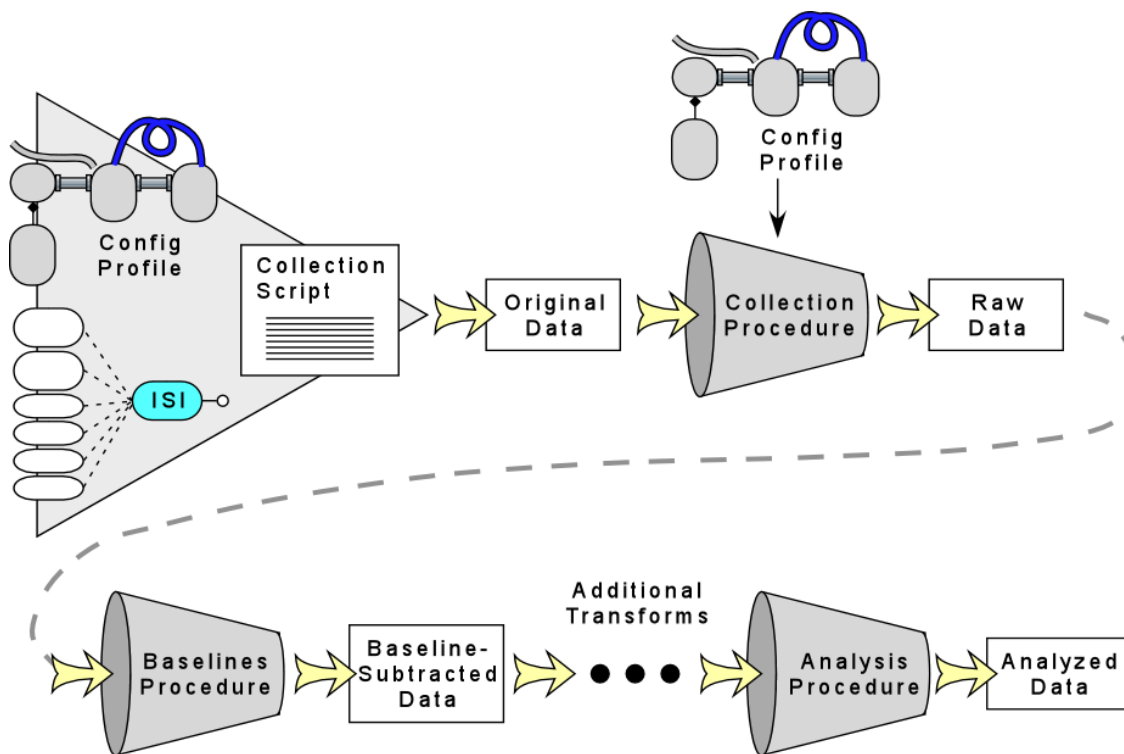 Config
Profile
Collection
Script
ISI
Original
Data
Config
Profile
Collection
Procedure
Raw
Data
Baselines
Procedure
Baseline-
Subtracted
Data
Additional
Transforms
Analysis
Procedure
Analyzed
Data